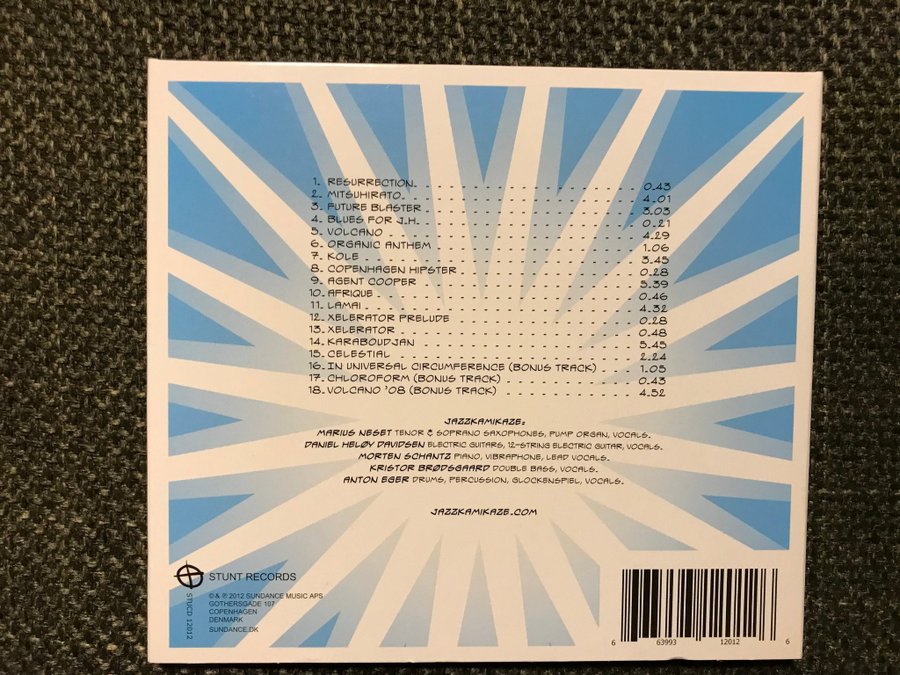 1. RESURRECTION. . . . . . . . . . . . . . . . . . . . 0.43
2. MITSUHIRATO. . . . . . . . . . . . . . . . . . . . 4.01
3. FUTURE BLASTER . . . . . . . . . . . . . . . . . . . . 3.03
4. BLUES FOR J.H. . . . . . . . . . . . . . . . . . . . 0.21
5. VOLCANO . . . . . . . . . . . . . . . . . . . . 4.29
6. ORGANIC ANTHEM . . . . . . . . . . . . . . . . . . . . 1.06
7. KOLE . . . . . . . . . . . . . . . . . . . . 3.45
8. COPENHAGEN HIPSTER . . . . . . . . . . . . . . . . . . 0.28
9. AGENT COOPER . . . . . . . . . . . . . . . . . . . . 5.39
10. AFRIQUE . . . . . . . . . . . . . . . . . . . . 0.46
11. LAMAI . . . . . . . . . . . . . . . . . . . . 4.32
12. XELERATOR PRELUDE . . . . . . . . . . . . . . . . . . 0.28
13. XELERATOR . . . . . . . . . . . . . . . . . . . . 0.48
14. KARABOUDJAN . . . . . . . . . . . . . . . . . . . . 5.45
15. CELESTIAL . . . . . . . . . . . . . . . . . . . . 2.24
16. IN UNIVERSAL CIRCUMFERENCE (BONUS TRACK) . . . . 1.05
17. CHLOROFORM (BONUS TRACK) . . . . . . . . . . . . 0.43
18. VOLCANO '08 (BONUS TRACK) . . . . . . . . . . . . 4.52
JAZZKAMIKAZE:
MARIUS NESET TENOR & SOPRANO SAXOPHONES, PUMP ORGAN, VOCALS.
DANIEL HELØY DAVIDSEN ELECTRIC GUITARS, 12-STRING ELECTRIC GUITAR, VOCALS.
MORTEN SCHANTZ PIANO, VIBRAPHONE, LEAD VOCALS.
KRISTOR BRØDSGAARD DOUBLE BASS, VOCALS.
ANTON EGER DRUMS, PERCUSSION, GLOCKENSPIEL, VOCALS.
JAZZKAMIKAZE.COM
STUNT RECORDS
STUCD 12012
©& ℗ 2012 SUNDANCE MUSIC APS
GOTHERSGADE 107
COPENHAGEN
DENMARK
SUNDANCE.DK
6 63993 12012 6